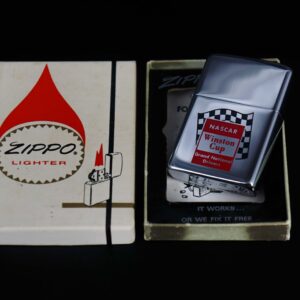 ZIPPO
LIGHTER
ZIPPO
NASCAR
Winston
Cup
Grand National
IT WORKS...
OR WE FIX IT FREE